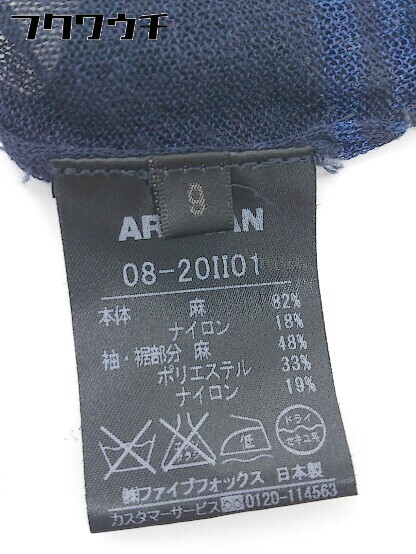 フクワウチ
9
08-20II01
本体 麻 82%
ナイロン 18%
袖・裾部分 麻 48%
ポリエステル 33%
ナイロン 19%
低
ドライ
セキユ系
㈱ファイブフォックス 日本製
カスタマーサービス 0120-114563